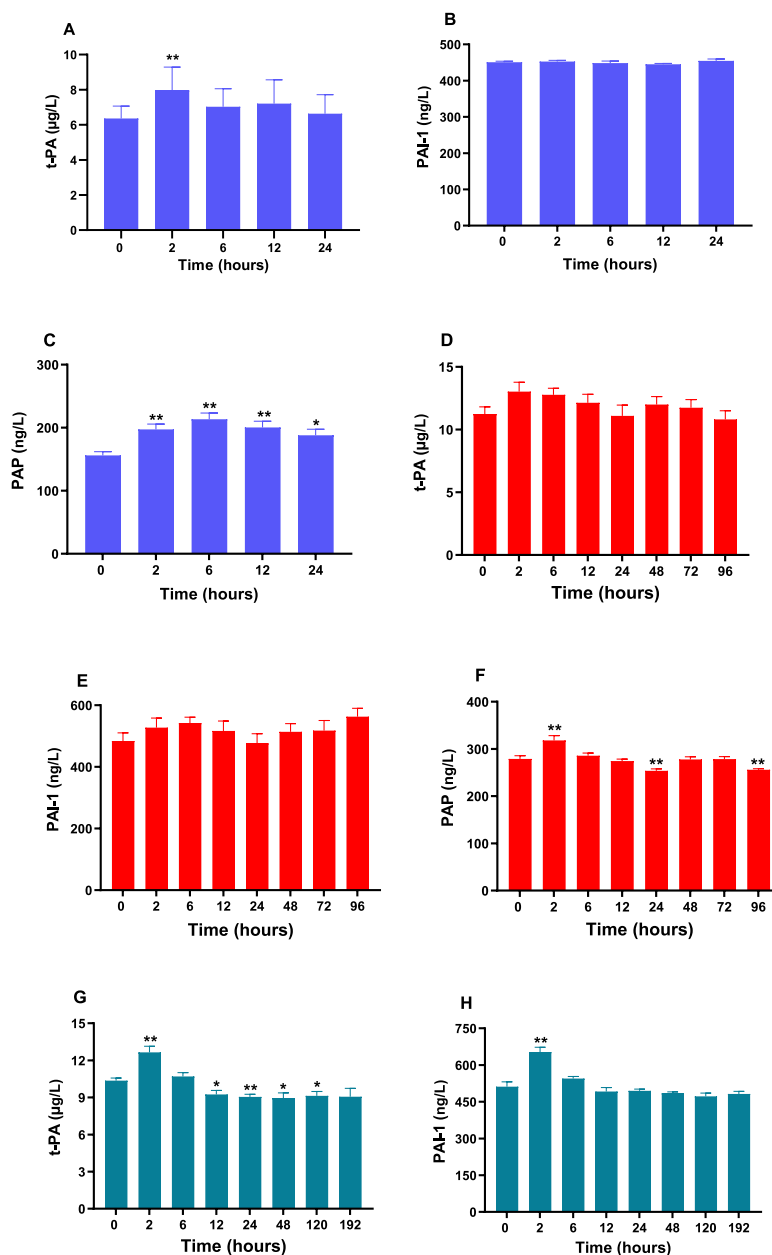 A
t-PA (µg/L)
10
8
6
4
2
0
**
0 2 6 12 24
Time (hours)
B
PAI-1 (ng/L)
500
400
300
200
100
0
0 2 6 12 24
Time (hours)
C
PAP (ng/L)
300
200
100
0
** ** ** *
0 2 6 12 24
Time (hours)
D
t-PA (µg/L)
15
10
5
0
0 2 6 12 24 48 72 96
Time (hours)
E
PAI-1 (ng/L)
600
400
200
0
0 2 6 12 24 48 72 96
Time (hours)
F
PAP (ng/L)
400
300
200
100
0
** ** **
0 2 6 12 24 48 72 96
Time (hours)
G
t-PA (µg/L)
15
12
9
6
3
0
** * ** * *
0 2 6 12 24 48 120 192
Time (hours)
H
PAI-1 (ng/L)
750
600
450
300
150
0
**
0 2 6 12 24 48 120 192
Time (hours)